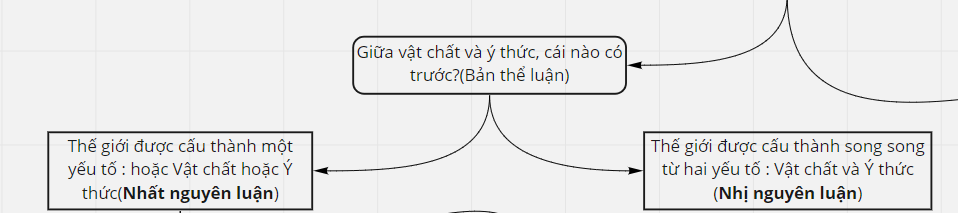 Giữa vật chất và ý thức, cái nào có
trước?(Bản thể luận)
Thế giới được cấu thành một
yếu tố : hoặc Vật chất hoặc Ý
thức(Nhất nguyên luận)
Thế giới được cấu thành song song
từ hai yếu tố : Vật chất và Ý thức
(Nhị nguyên luận)